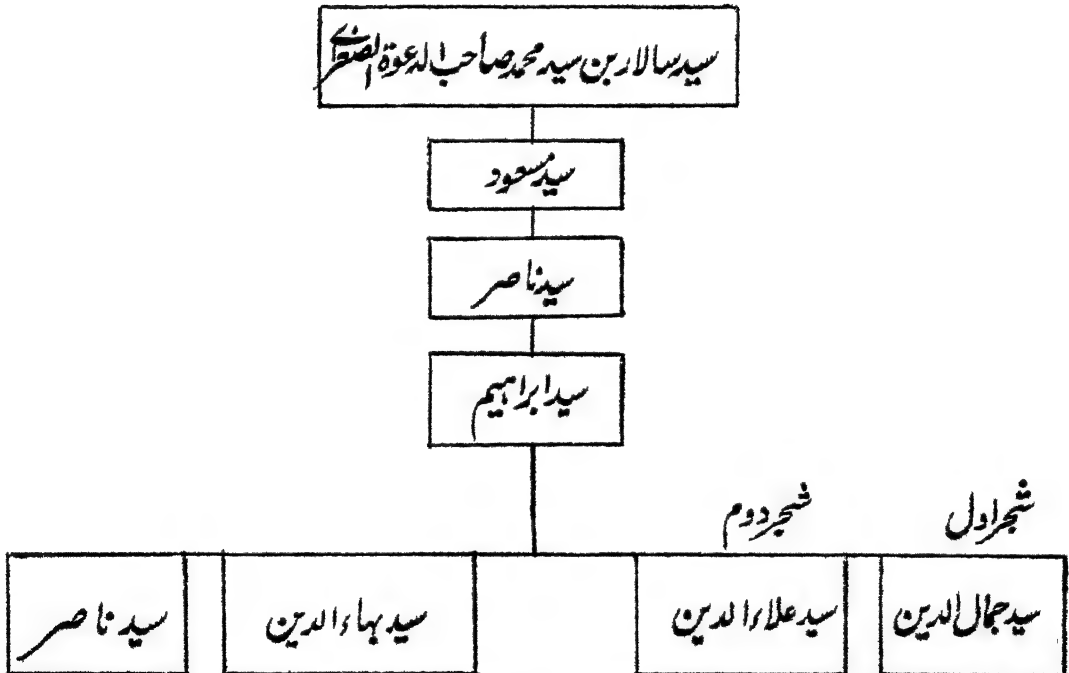 سید سالار بن سید محمد صاحب الدعوة الصغرىٰ
سید مسعود
سید ناصر
سید ابراہیم
شجر اول
شجر دوم
سید جمال الدین
سید علاء الدین
سید بہاء الدین
سید ناصر